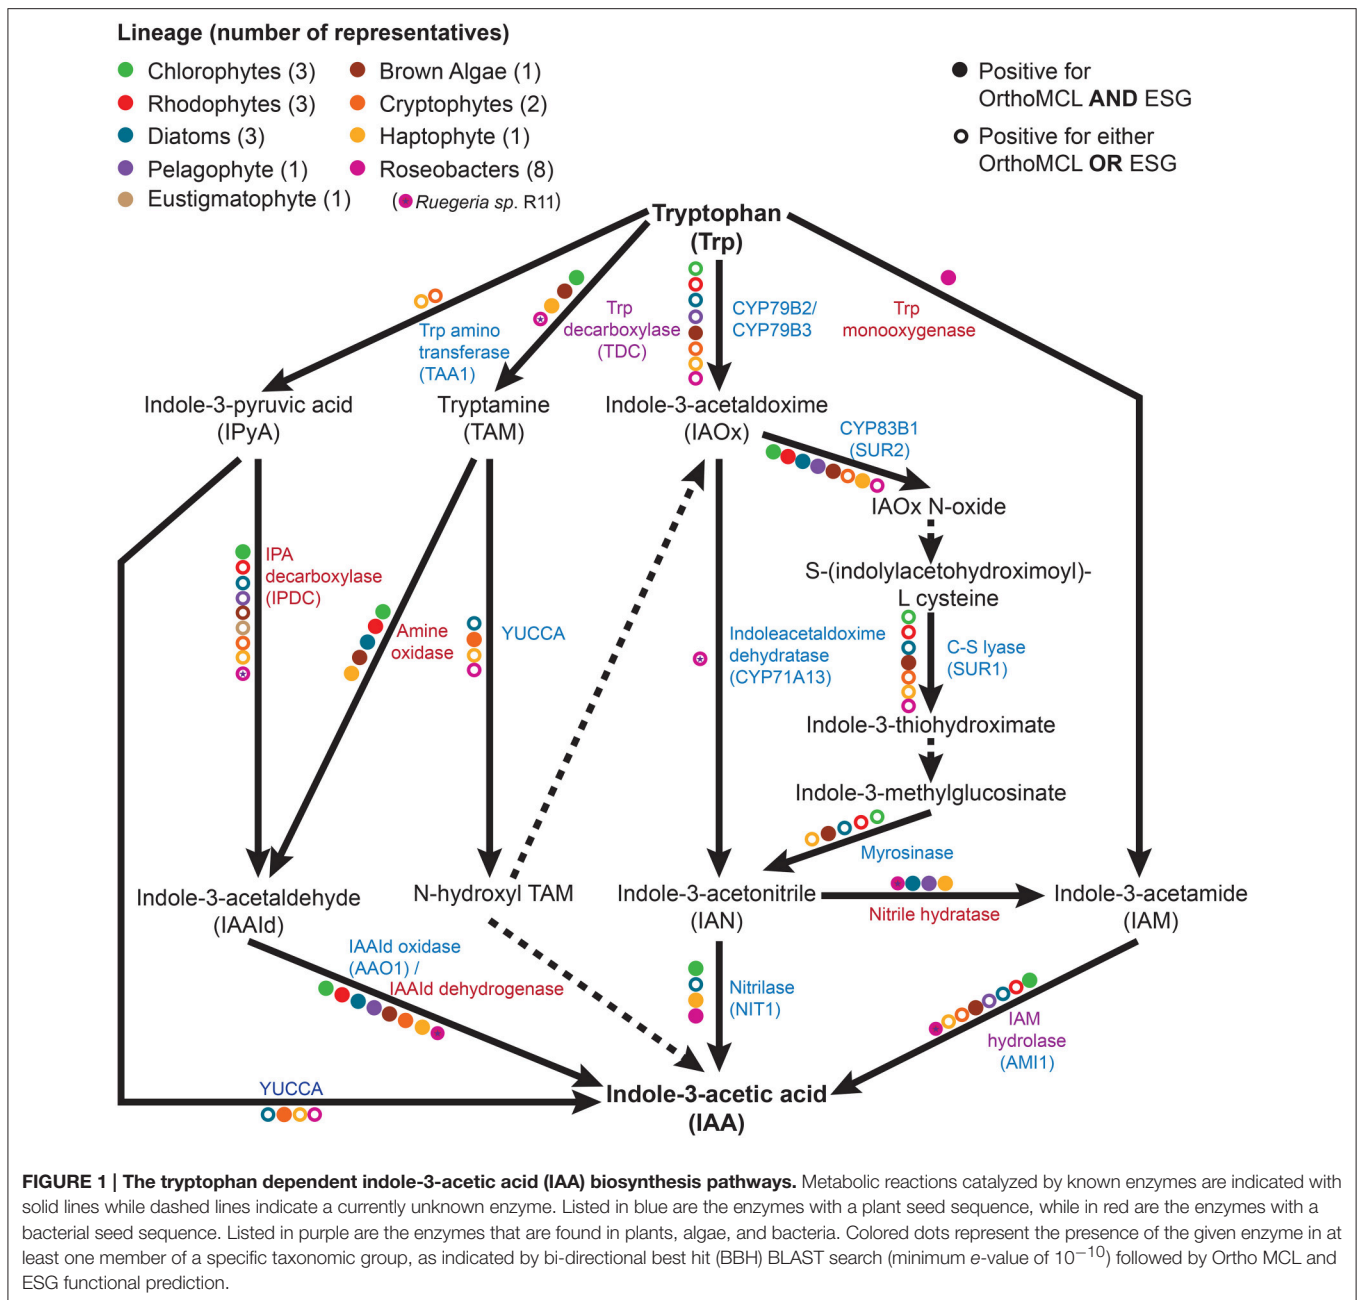 Lineage (number of representatives)
Chlorophytes (3)
Rhodophytes (3)
Diatoms (3)
Pelagophyte (1)
Eustigmatophyte (1)
Brown Algae (1)
Cryptophytes (2)
Haptophyte (1)
Roseobacters (8)
(Ruegeria sp. R11)
Positive for
OrthoMCL AND ESG
Positive for either
OrthoMCL OR ESG
Tryptophan
(Trp)
Trp amino
transferase
(TAA1)
Trp
decarboxylase
(TDC)
CYP79B2/
CYP79B3
Trp
monooxygenase
Indole-3-pyruvic acid
(IPyA)
Tryptamine
(TAM)
Indole-3-acetaldoxime
(IAOx)
CYP83B1
(SUR2)
IAOx N-oxide
S-(indolylacetohydroximoyl)-
L cysteine
IPA
decarboxylase
(IPDC)
Amine
oxidase
YUCCA
Indoleacetaldoxime
dehydratase
(CYP71A13)
C-S lyase
(SUR1)
Indole-3-thiohydroximate
Indole-3-methylglucosinate
Myrosinase
Indole-3-acetaldehyde
(IAAld)
N-hydroxyl TAM
Indole-3-acetonitrile
(IAN)
Nitrile hydratase
Indole-3-acetamide
(IAM)
IAAld oxidase
(AAO1) /
IAAld dehydrogenase
Nitrilase
(NIT1)
IAM
hydrolase
(AMI1)
YUCCA
Indole-3-acetic acid
(IAA)
FIGURE 1 | The tryptophan dependent indole-3-acetic acid (IAA) biosynthesis pathways. Metabolic reactions catalyzed by known enzymes are indicated with
solid lines while dashed lines indicate a currently unknown enzyme. Listed in blue are the enzymes with a plant seed sequence, while in red are the enzymes with a
bacterial seed sequence. Listed in purple are the enzymes that are found in plants, algae, and bacteria. Colored dots represent the presence of the given enzyme in at
least one member of a specific taxonomic group, as indicated by bi-directional best hit (BBH) BLAST search (minimum e-value of 10⁻¹⁰) followed by Ortho MCL and
ESG functional prediction.